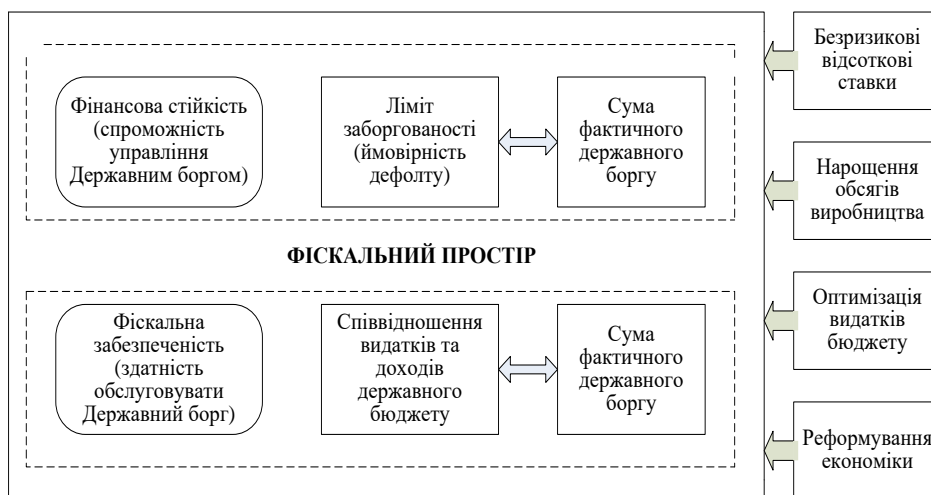 Фінансова стійкість
(спроможність
управління
Державним боргом)
Ліміт
заборгованості
(ймовірність
дефолту)
Сума
фактичного
державного
боргу
ФІСКАЛЬНИЙ ПРОСТІР
Фіскальна
забезпеченість
(здатність
обслуговувати
Державний борг)
Співвідношення
видатків та
доходів
державного
бюджету
Сума
фактичного
державного
боргу
Безризикові
відсоткові
ставки
Нарощення
обсягів
виробництва
Оптимізація
видатків
бюджету
Реформування
економіки